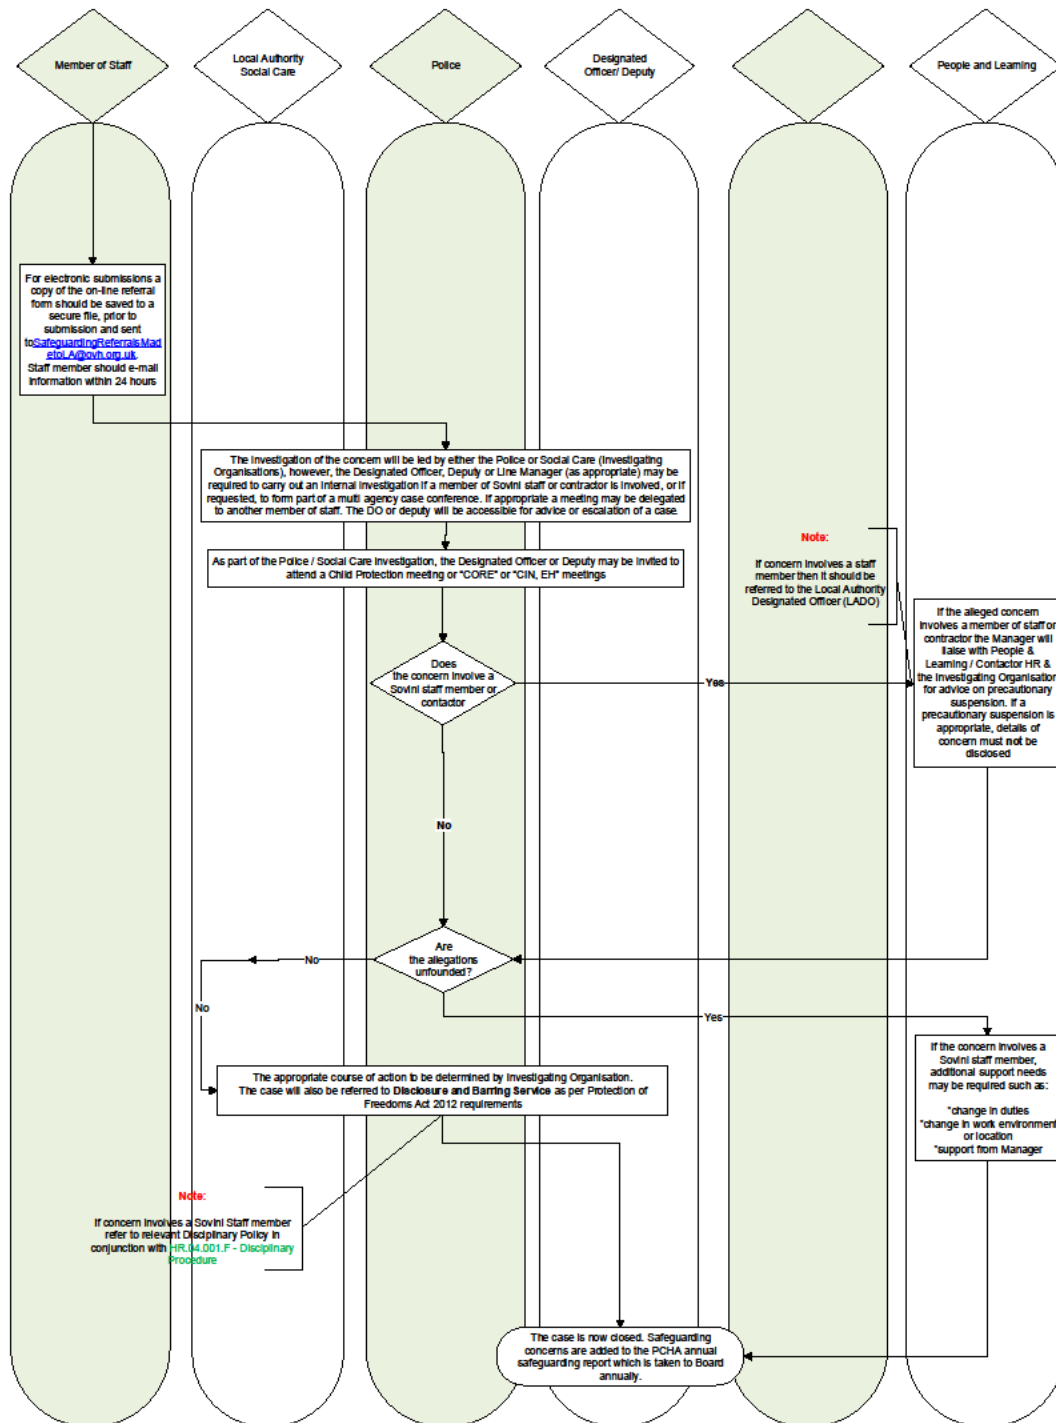 Member of Staff
Local Authority
Social Care
Police
Designated
Officer/ Deputy
People and Learning
For electronic submissions a
copy of the on-line referral
form should be saved to a
secure file, prior to
submission and sent
toSafeguardingReferralsMad
etoLA@ovh.org.uk.
Staff member should e-mail
information within 24 hours
The investigation of the concern will be led by either the Police or Social Care (Investigating
Organisations), however, the Designated Officer, Deputy or Line Manager (as appropriate) may be
required to carry out an internal investigation if a member of Sovini staff or contractor is involved, or if
requested, to form part of a multi agency case conference. If appropriate a meeting may be delegated
to another member of staff. The DO or deputy will be accessible for advice or escalation of a case.
As part of the Police / Social Care investigation, the Designated Officer or Deputy may be invited to
attend a Child Protection meeting or "CORE" or "CIN, EH" meetings
Note:
If concern involves a staff
member then it should be
referred to the Local Authority
Designated Officer (LADO)
If the alleged concern
involves a member of staff or
contractor the Manager will
liaise with People &
Learning / Contactor HR &
the Investigating Organisation
for advice on precautionary
suspension. If a
precautionary suspension is
appropriate, details of
concern must not be
disclosed
Does
the concern involve a
Sovini staff member or
contactor
Yes
No
Are
the allegations
unfounded?
No
No
Yes
If the concern involves a
Sovini staff member,
additional support needs
may be required such as:
*change in duties
*change in work environment
or location
*support from Manager
The appropriate course of action to be determined by Investigating Organisation.
The case will also be referred to Disclosure and Barring Service as per Protection of
Freedoms Act 2012 requirements
Note:
If concern involves a Sovini Staff member
refer to relevant Disciplinary Policy in
conjunction with HR.04.001.F - Disciplinary
Procedure
The case is now closed. Safeguarding
concerns are added to the PCHA annual
safeguarding report which is taken to Board
annually.